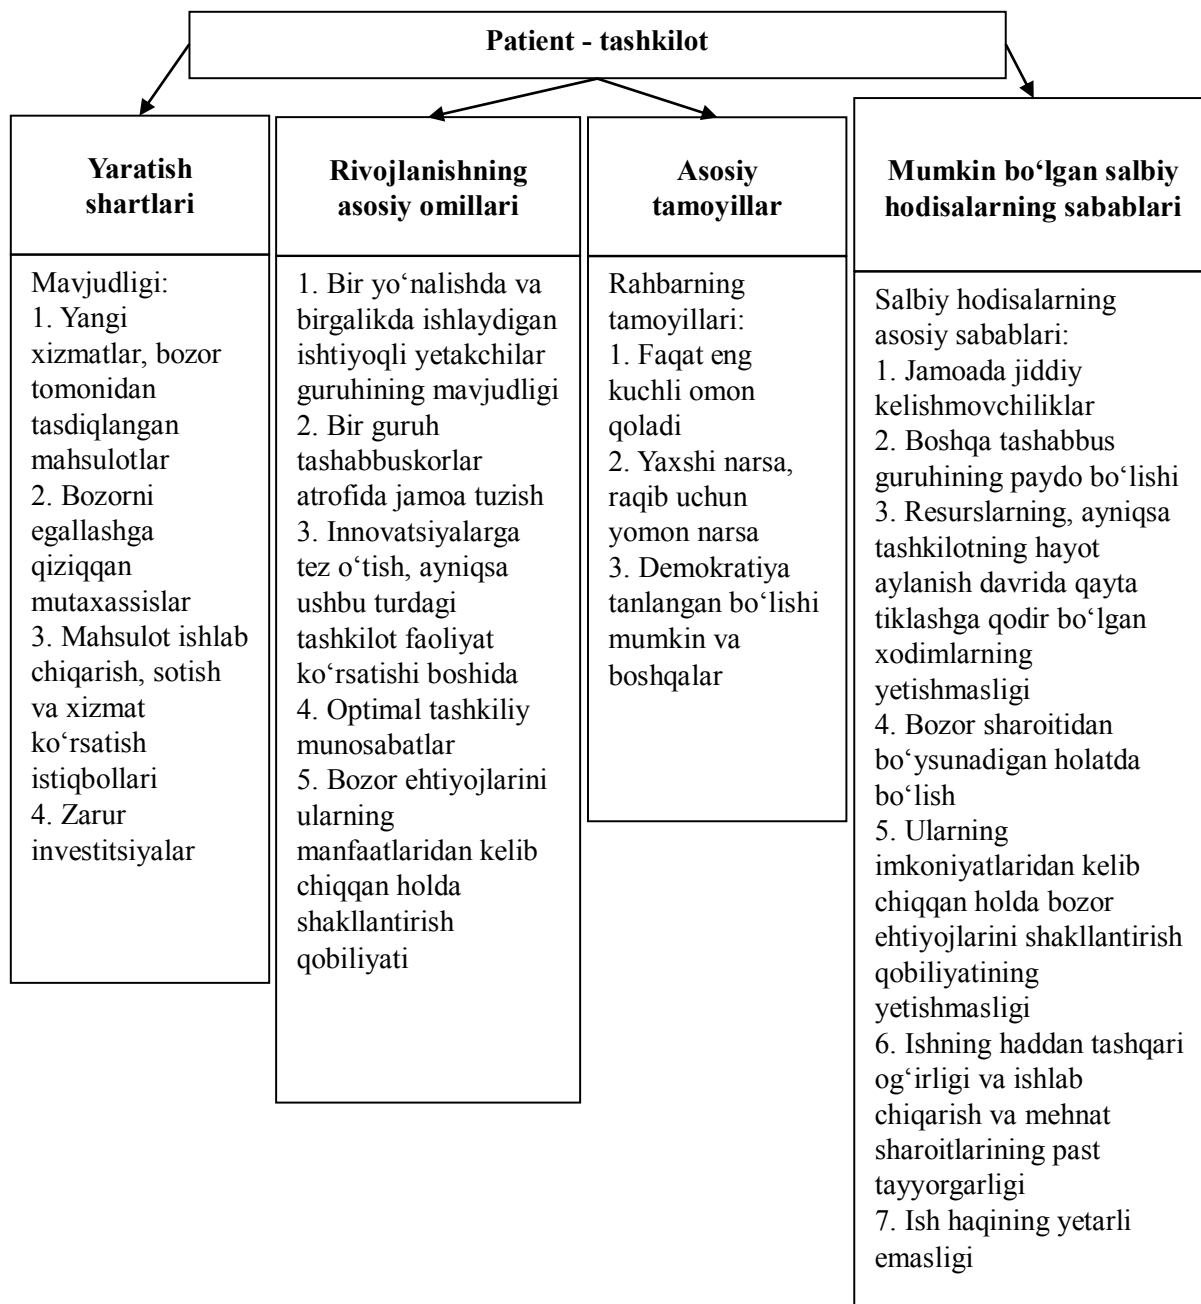 Patient - tashkilot
Yaratish
shartlari
Mavjudligi:
1. Yangi
xizmatlar, bozor
tomonidan
tasdiqlangan
mahsulotlar
2. Bozorni
egallashga
qiziqqan
mutaxassislar
3. Mahsulot ishlab
chiqarish, sotish
va xizmat
ko‘rsatish
istiqbollari
4. Zarur
investitsiyalar
Rivojlanishning
asosiy omillari
1. Bir yo‘nalishda va
birgalikda ishlaydigan
ishtiyoqli yetakchilar
guruhining mavjudligi
2. Bir guruh
tashabbuskorlar
atrofida jamoa tuzish
3. Innovatsiyalarga
tez o‘tish, ayniqsa
ushbu turdagi
tashkilot faoliyat
ko‘rsatishi boshida
4. Optimal tashkiliy
munosabatlar
5. Bozor ehtiyojlarini
ularning
manfaatlaridan kelib
chiqqan holda
shakllantirish
qobiliyati
Asosiy
tamoyillar
Rahbarning
tamoyillari:
1. Faqat eng
kuchli omon
qoladi
2. Yaxshi narsa,
raqib uchun
yomon narsa
3. Demokratiya
tanlangan bo‘lishi
mumkin va
boshqalar
Mumkin bo‘lgan salbiy
hodisalarning sabablari
Salbiy hodisalarning
asosiy sabablari:
1. Jamoada jiddiy
kelishmovchiliklar
2. Boshqa tashabbus
guruhining paydo bo‘lishi
3. Resurslarning, ayniqsa
tashkilotning hayot
aylanish davrida qayta
tiklashga qodir bo‘lgan
xodimlarning
yetishmasligi
4. Bozor sharoitidan
bo‘ysunadigan holatda
bo‘lish
5. Ularning
imkoniyatlaridan kelib
chiqqan holda bozor
ehtiyojlarini shakllantirish
qobiliyatining
yetishmasligi
6. Ishning haddan tashqari
og‘irligi va ishlab
chiqarish va mehnat
sharoitlarining past
tayyorgarligi
7. Ish haqining yetarli
emasligi